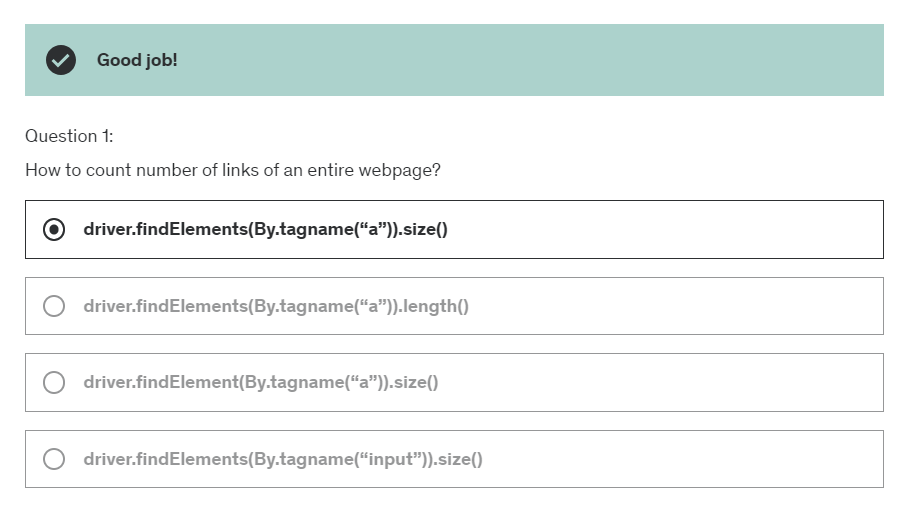 Good job!
Question 1:
How to count number of links of an entire webpage?
driver.findElements(By.tagname(“a”)).size()
driver.findElements(By.tagname(“a”)).length()
driver.findElement(By.tagname(“a”)).size()
driver.findElements(By.tagname(“input”)).size()